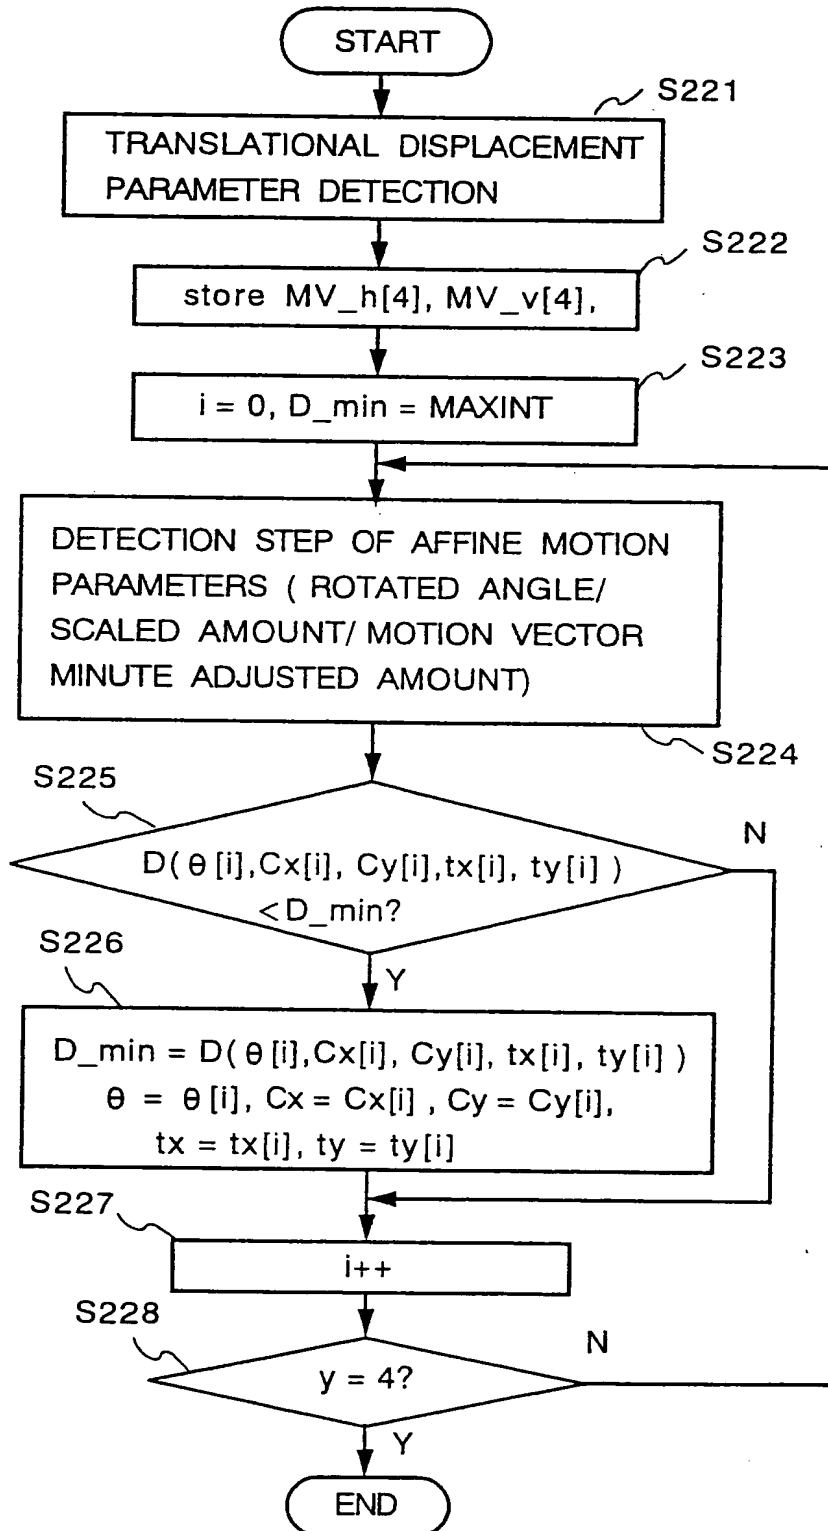 START
S221
TRANSLATIONAL DISPLACEMENT
PARAMETER DETECTION
S222
store MV_h[4], MV_v[4],
S223
i = 0, D_min = MAXINT
DETECTION STEP OF AFFINE MOTION
PARAMETERS ( ROTATED ANGLE/
SCALED AMOUNT/ MOTION VECTOR
MINUTE ADJUSTED AMOUNT)
S224
S225
N
D( θ [i],Cx[i], Cy[i],tx[i], ty[i] )
<D_min?
S226
Y
D_min = D( θ [i],Cx[i], Cy[i], tx[i], ty[i] )
θ = θ [i], Cx = Cx[i] , Cy = Cy[i],
tx = tx[i], ty = ty[i]
S227
i++
S228
N
y = 4?
Y
END